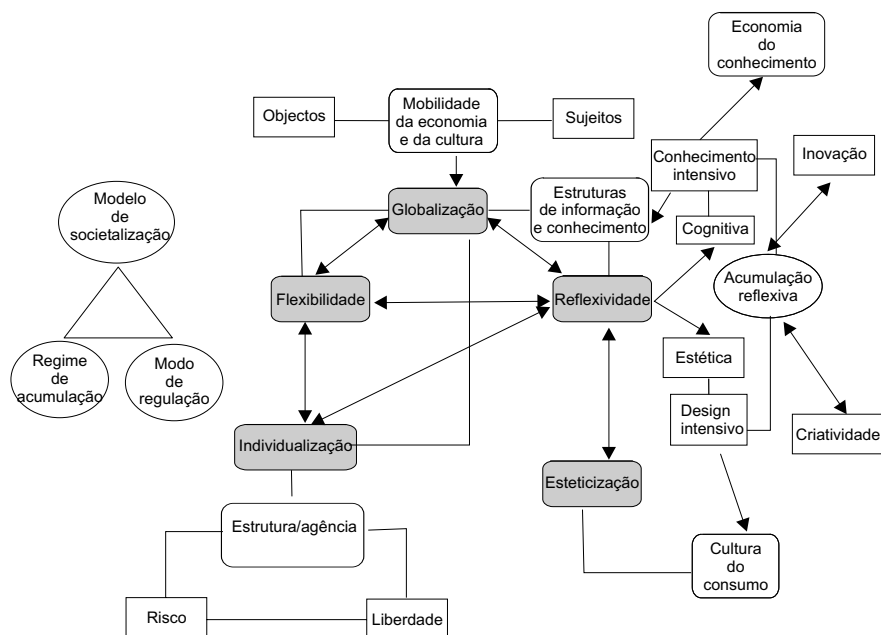 Economia
do
conhecimento
Objectos
Mobilidade
da economia
e da cultura
Sujeitos
Conhecimento
intensivo
Inovação
Modelo
de
societalização
Globalização
Estruturas
de informação
e conhecimento
Cognitiva
Flexibilidade
Reflexividade
Acumulação
reflexiva
Regime
de
acumulação
Modo
de
regulação
Estética
Individualização
Design
intensivo
Criatividade
Esteticização
Estrutura/agência
Cultura
do
consumo
Risco
Liberdade